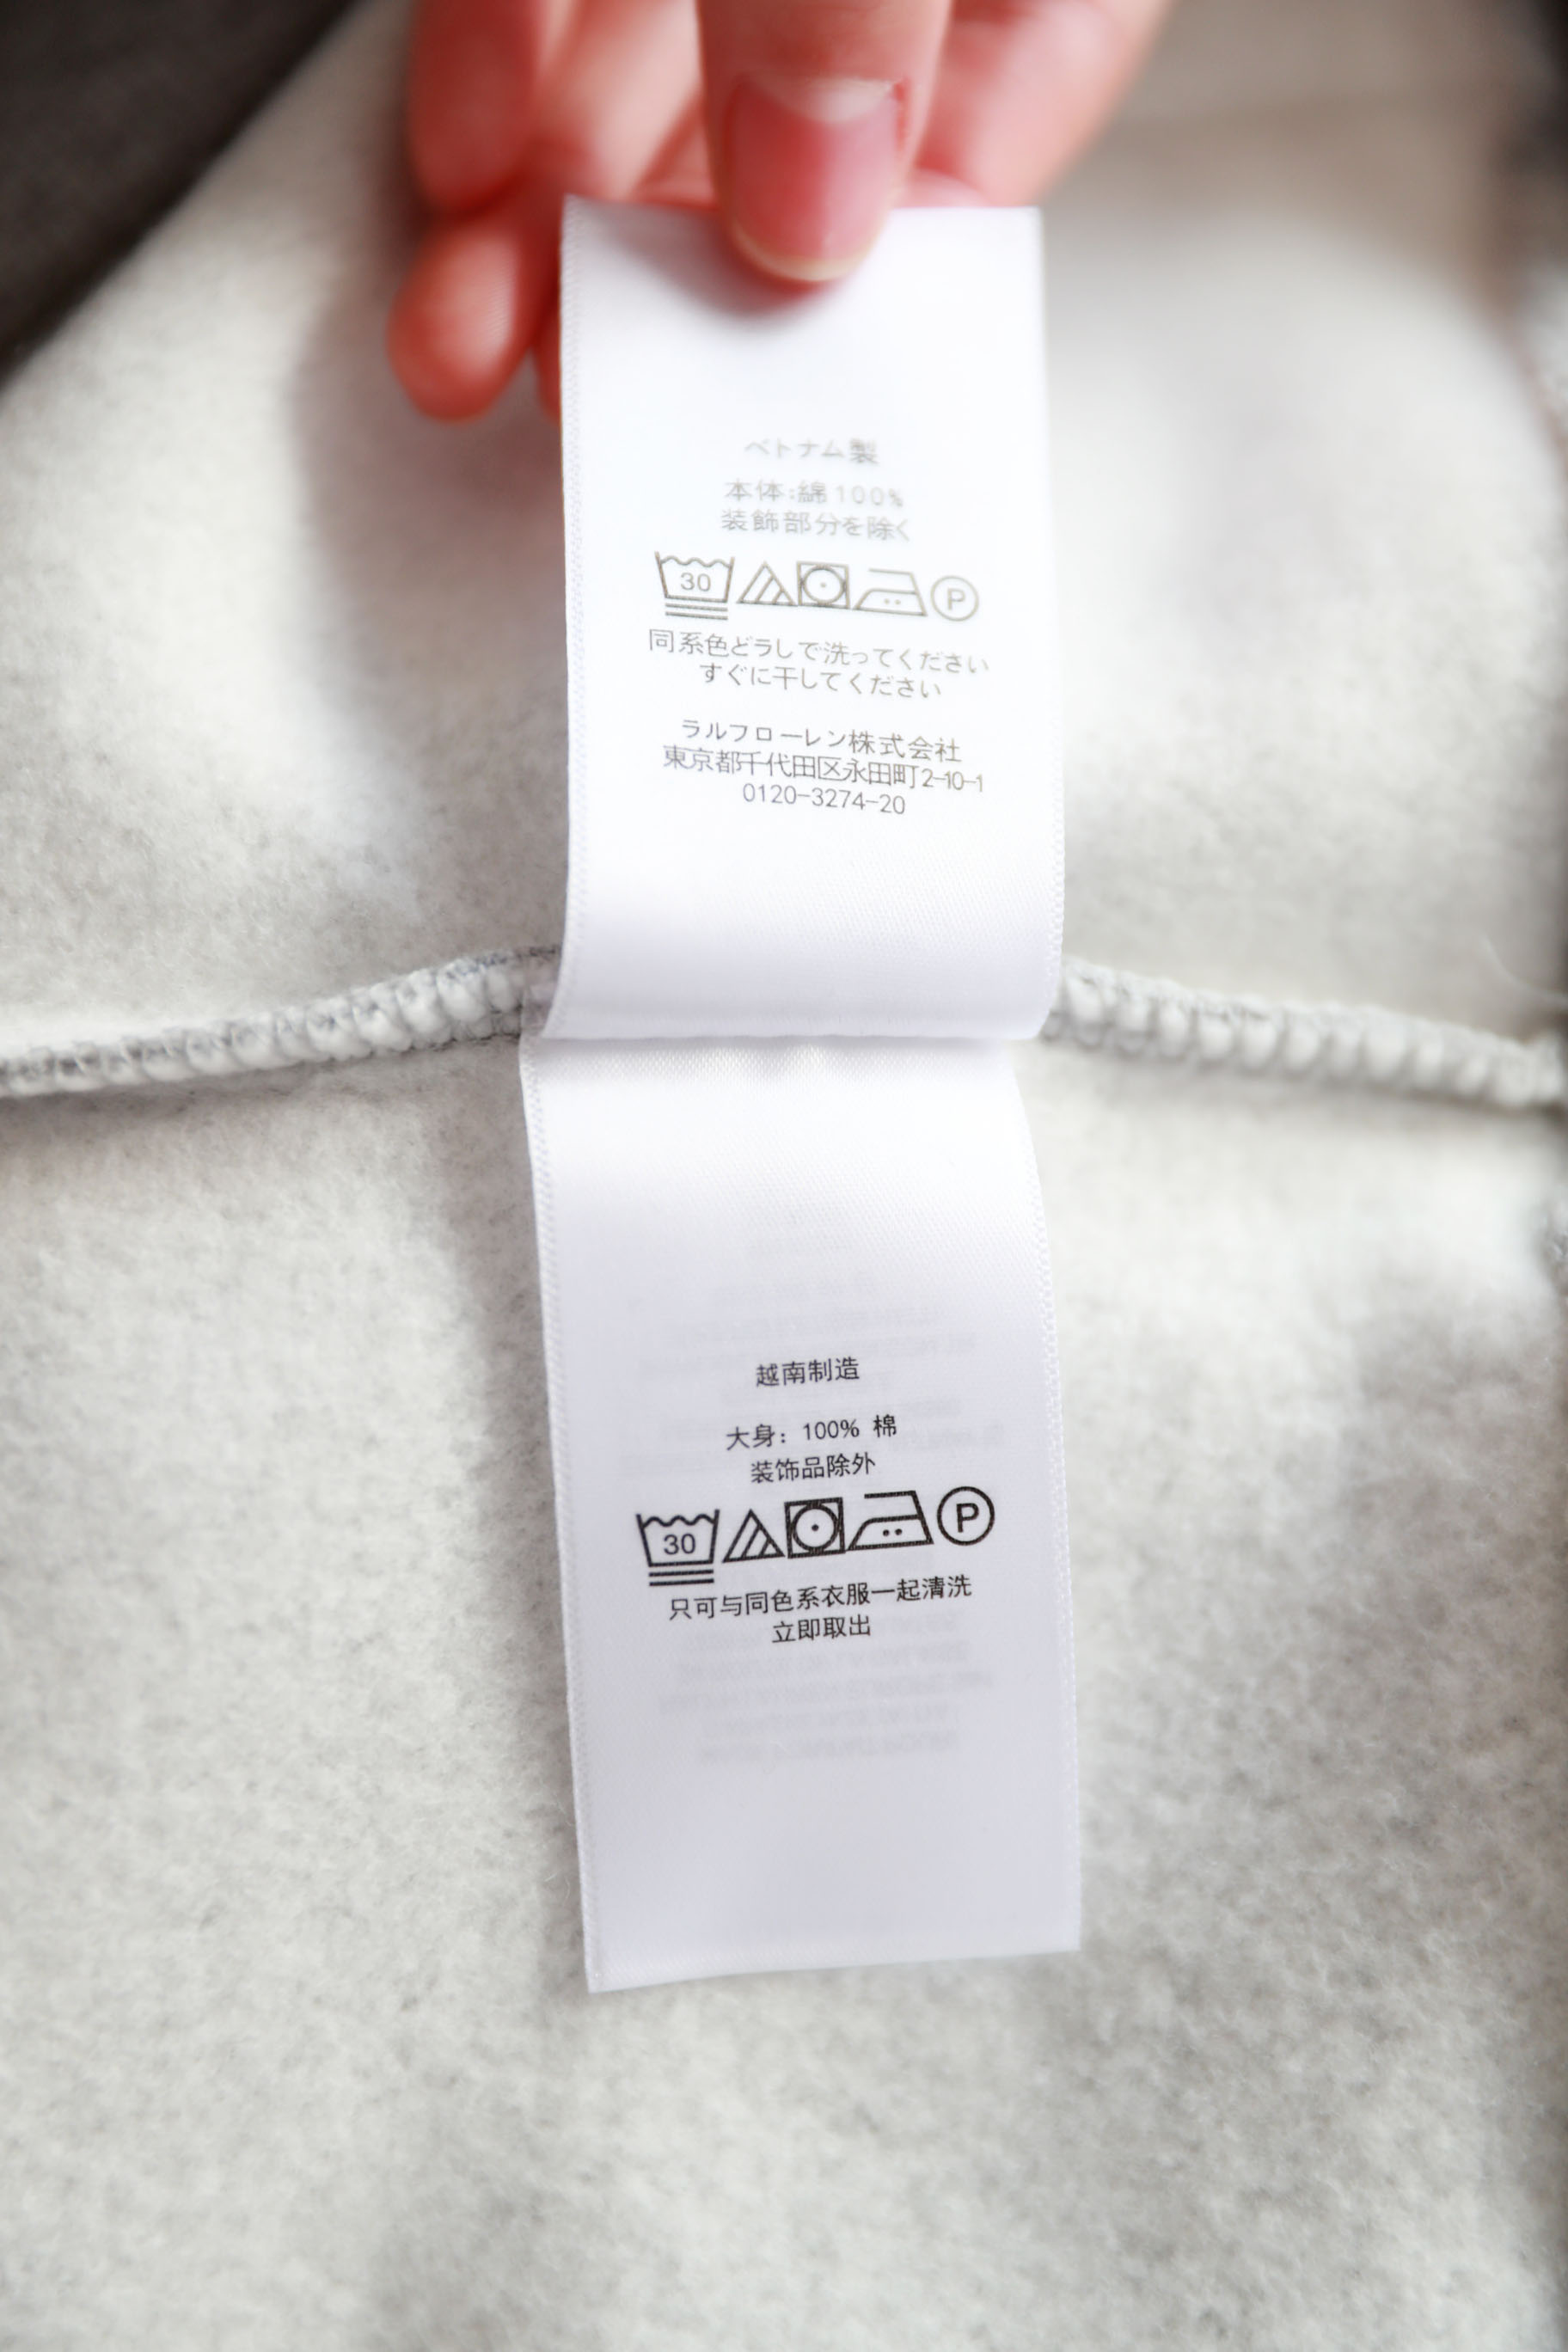 ベトナム製
本体:綿100%
装飾部分を除く
30 P
同系色どラしで洗ってください
すぐに干してください
ラルフローレン株式会社
東京都千代田区永田町2-10-1
0120-3274-20
越南制造
大身：100% 棉
装饰品除外
30 P
只可与同色系衣服一起清洗
立即取出